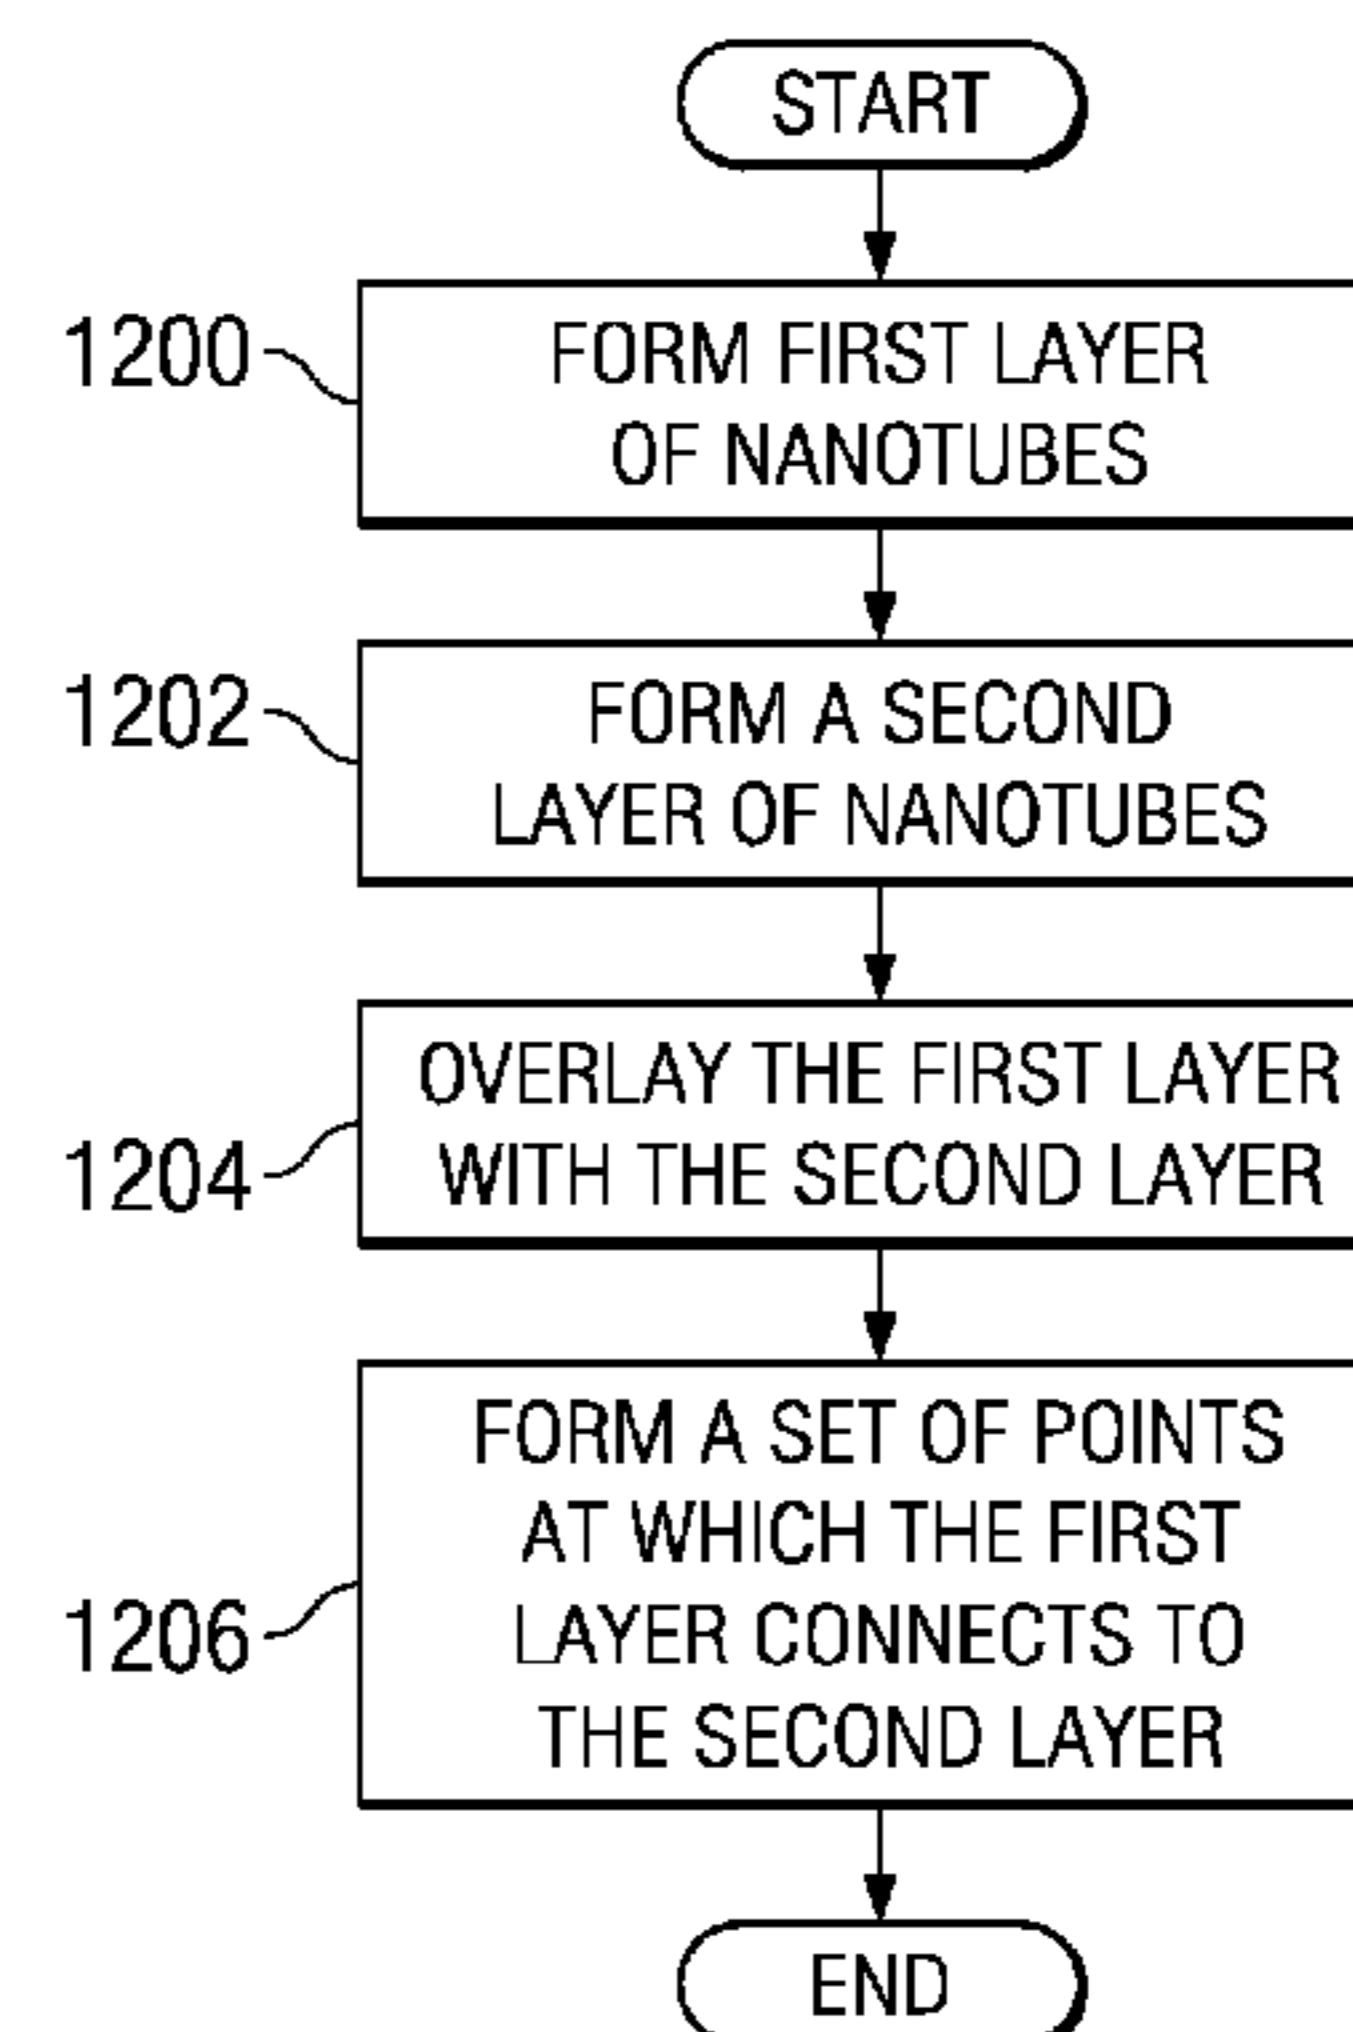 START
1200
FORM FIRST LAYER
OF NANOTUBES
1202
FORM A SECOND
LAYER OF NANOTUBES
OVERLAY THE FIRST LAYER
WITH THE SECOND LAYER
1204
FORM A SET OF POINTS
AT WHICH THE FIRST
LAYER CONNECTS TO
THE SECOND LAYER
1206
END